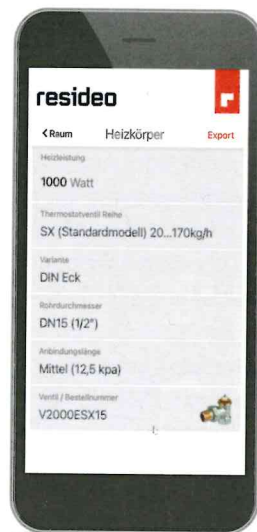 resideo
< Raum Heizkörper Export
Heizleistung
1000 Watt
Thermostatventil Reihe
SX (Standardmodell) 20...170kg/h
Variante
DIN Eck
Rohrdurchmesser
DN15 (1/2")
Anbindungslänge
Mittel (12,5 kpa)
Ventil / Bestellnummer
V2000ESX15